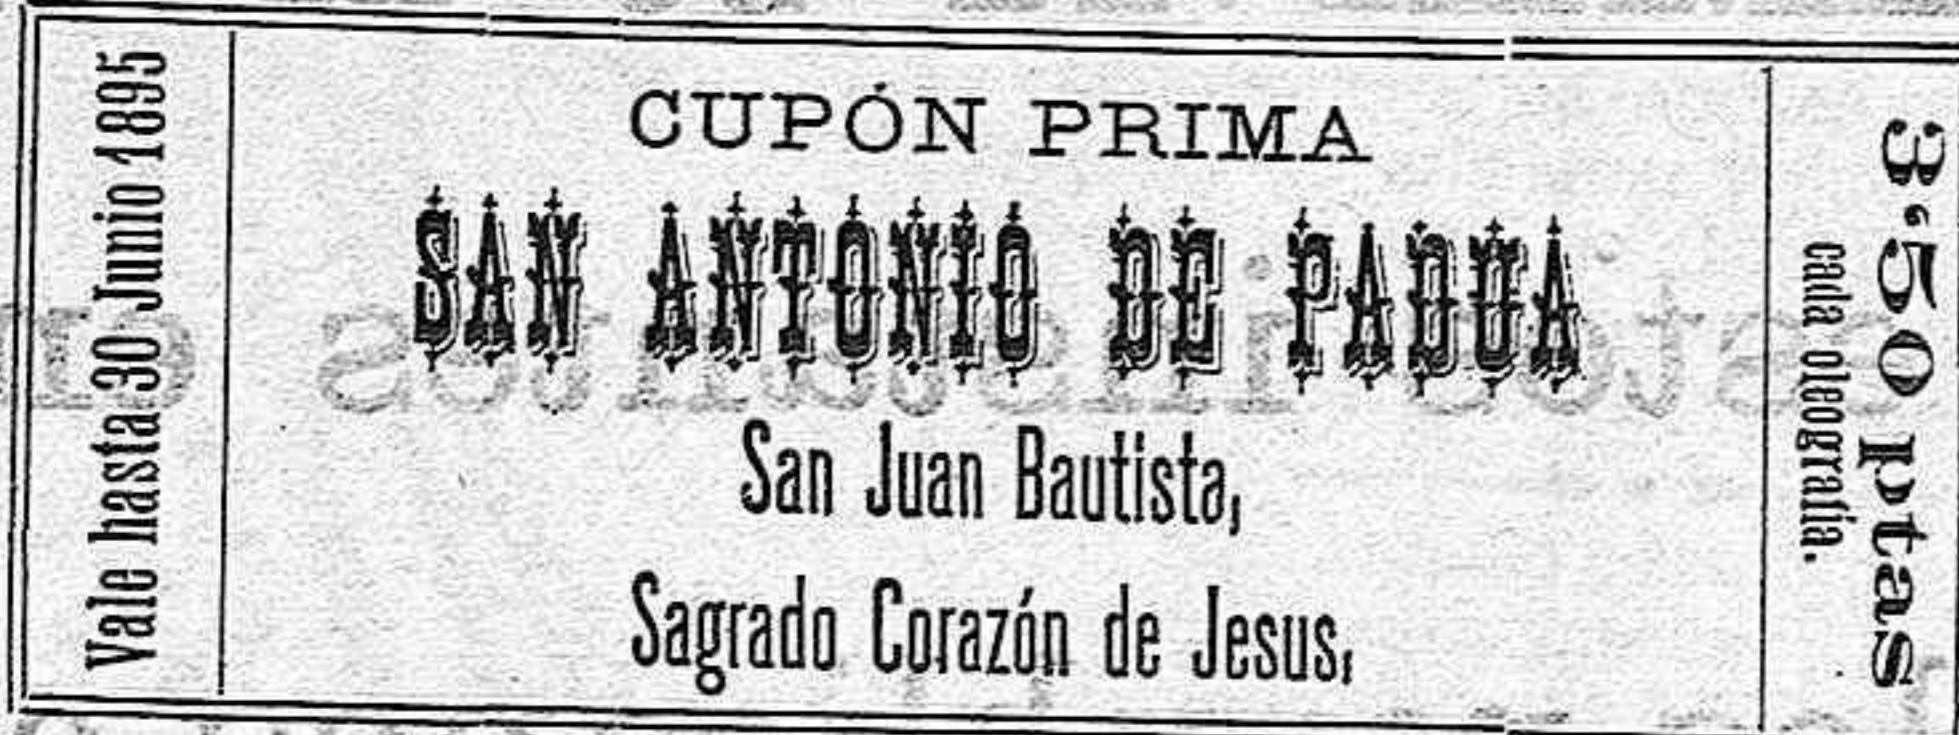 Vale hasta 30 Junio 1895
CUPÓN PRIMA
SAN ANTONIO DE PADUA
San Juan Bautista,
Sagrado Corazón de Jesus,
3‘50 ptas
cada oleografia.